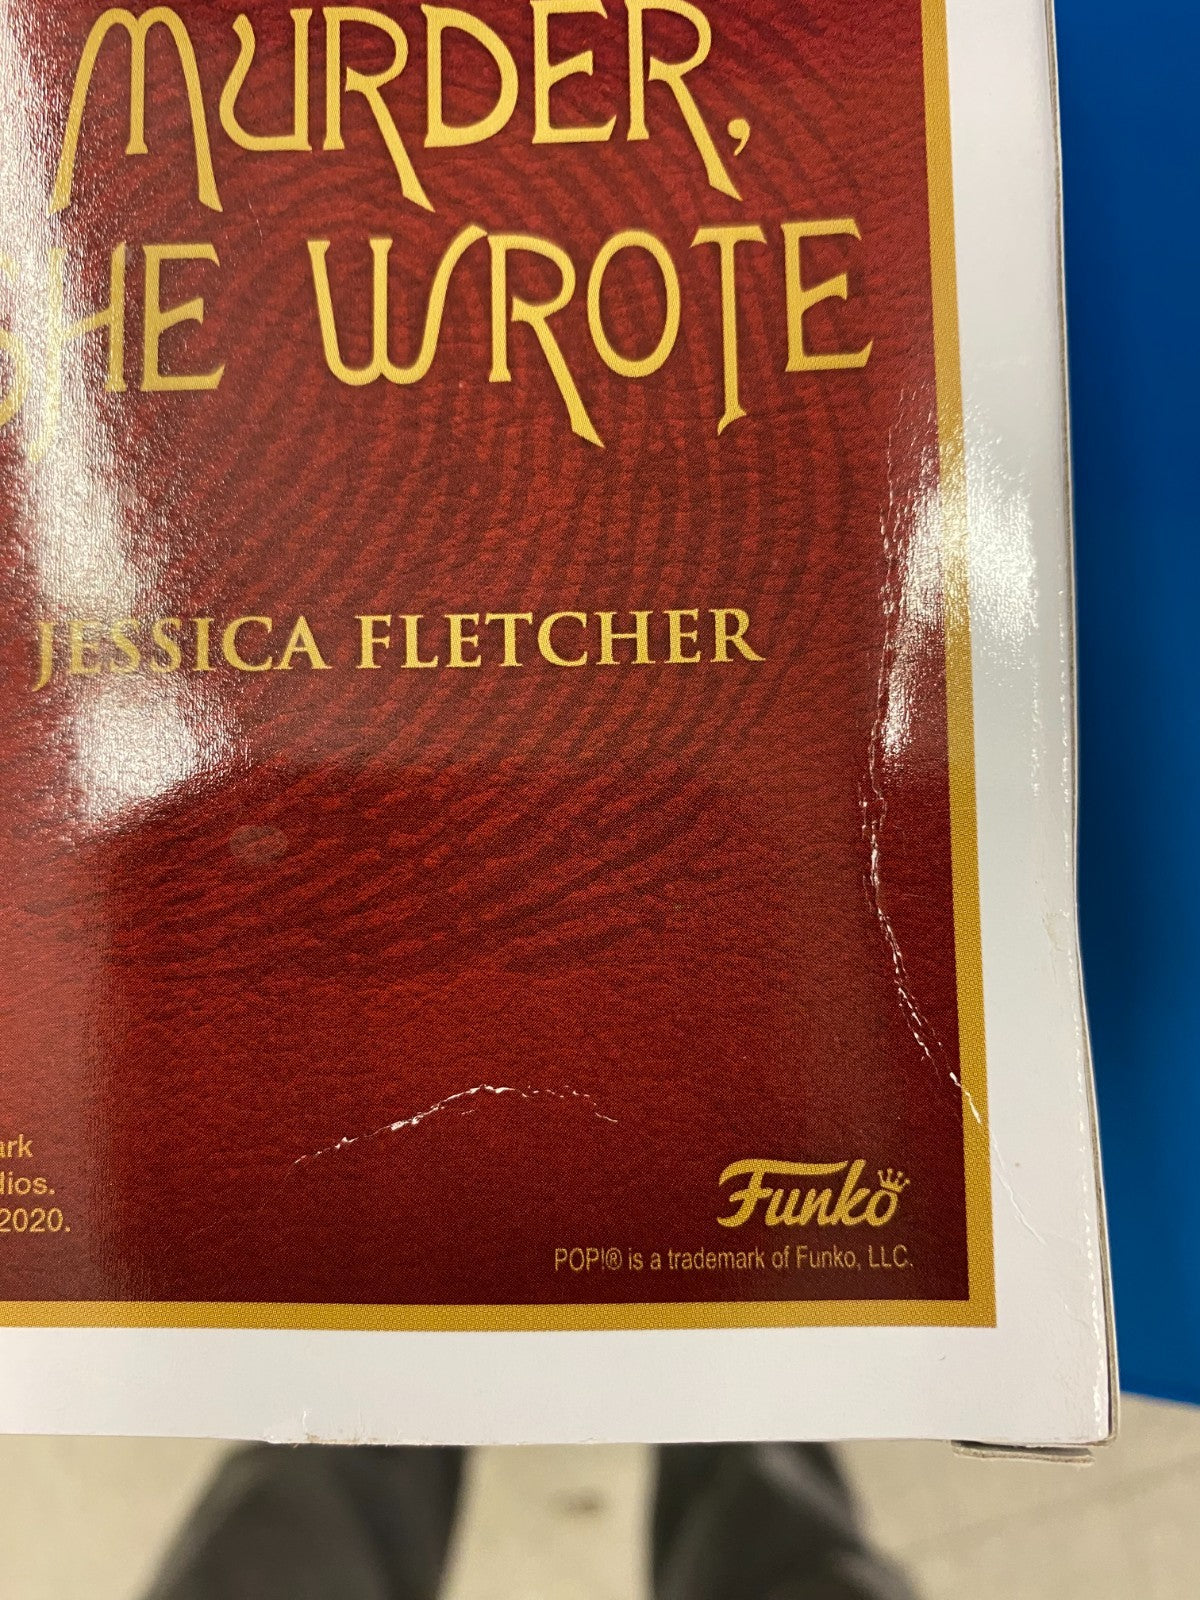 MURDER,
SHE WROTE
JESSICA FLETCHER
ark
dios.
2020.
Funko
POP!® is a trademark of Funko, LLC.